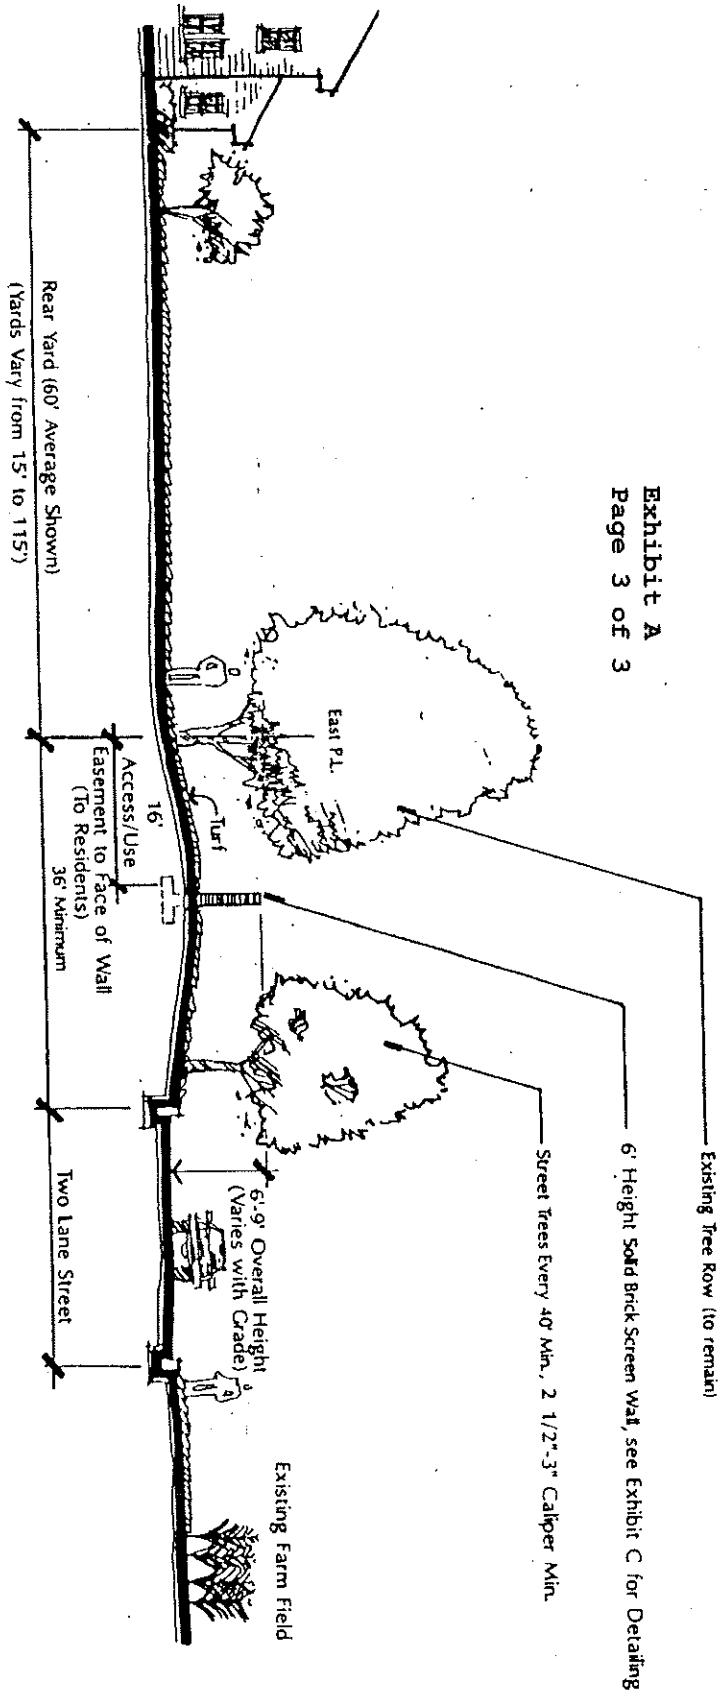 Exhibit A
Page 3 of 3
Existing Tree Row (to remain)
6' Height Solid Brick Screen Wall, see Exhibit C for Detailing
Street Trees Every 40' Min., 2 1/2"-3" Caliper Min.
East P.L.
Turf
16'
Access/Use
Easement to Face of Wall
(To Residents)
36' Minimum
Rear Yard (60' Average Shown)
(Yards Vary from 15' to 115')
6'-9' Overall Height
(Varies with Grade)
Two Lane Street
Existing Farm Field